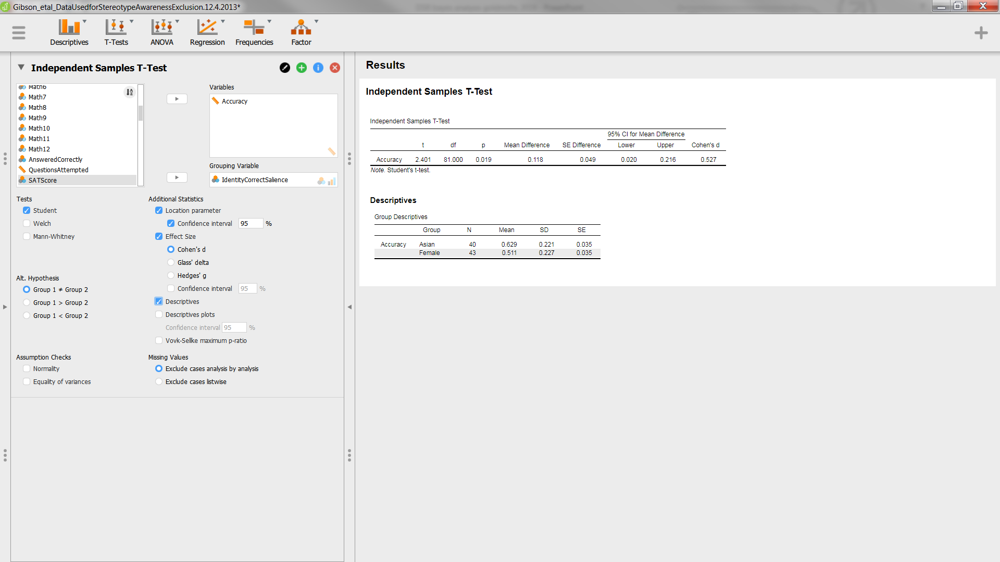 Gibson_etal_DataUsedforStereotypeAwarenessExclusion.12.4.2013*
Descriptives T-Tests ANOVA Regression Frequencies Factor
Independent Samples T-Test
Math6
Math7
Math8
Math9
Math10
Math11
Math12
AnsweredCorrectly
QuestionsAttempted
SATScore
Variables
Accuracy
Grouping Variable
IdentityCorrectSalience
Tests
Student
Welch
Mann-Whitney
Alt. Hypothesis
Group 1 ≠ Group 2
Group 1 > Group 2
Group 1 < Group 2
Assumption Checks
Normality
Equality of variances
Additional Statistics
Location parameter
Confidence interval 95 %
Effect Size
Cohen's d
Glass' delta
Hedges' g
Confidence interval 95 %
Descriptives
Descriptives plots
Confidence interval 95 %
Vovk-Sellke maximum p-ratio
Missing Values
Exclude cases analysis by analysis
Exclude cases listwise
Results
Independent Samples T-Test
Independent Samples T-Test
95% CI for Mean Difference
t df p Mean Difference SE Difference Lower Upper Cohen's d
Accuracy 2.401 81.000 0.019 0.118 0.049 0.020 0.216 0.527
Note. Student's t-test.
Descriptives
Group Descriptives
Group N Mean SD SE
Accuracy Asian 40 0.629 0.221 0.035
Female 43 0.511 0.227 0.035